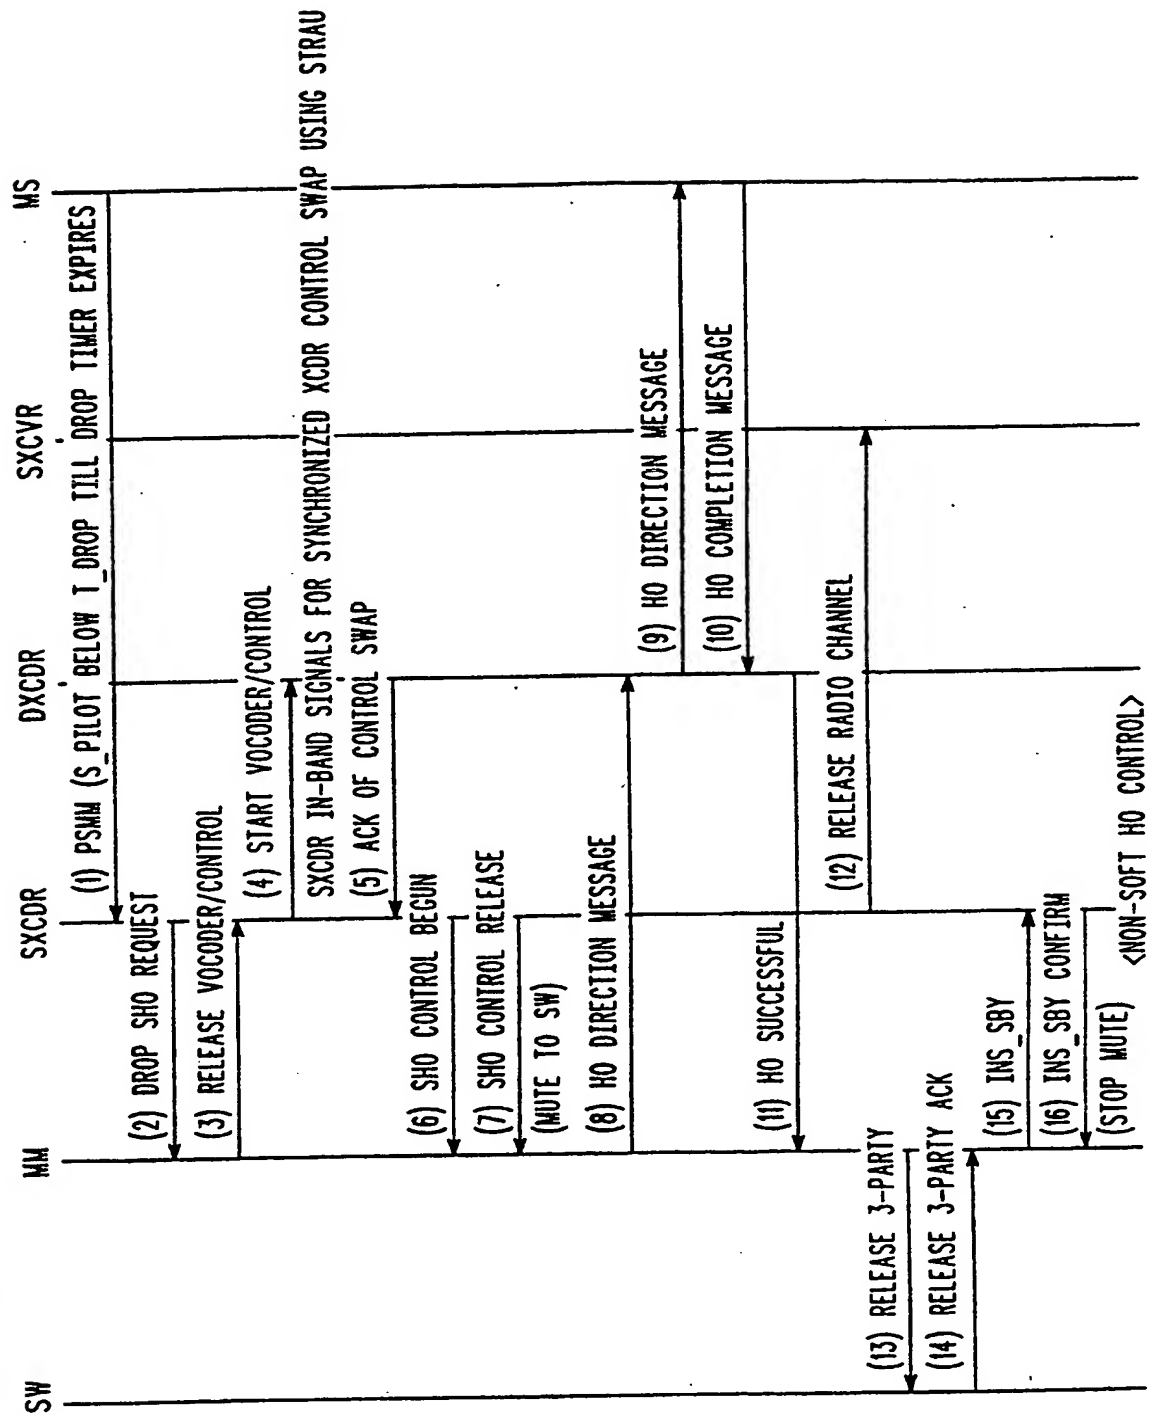 SW
MM
SXCDR
DXCDR
SXCVR
MS
(1) PSMM (S_PILOT BELOW T_DROP TILL DROP TIMER EXPIRES
(2) DROP SHO REQUEST
(3) RELEASE VOCODER/CONTROL
(4) START VOCODER/CONTROL
SXCDR IN-BAND SIGNALS FOR SYNCHRONIZED XCDR CONTROL SWAP USING STRAU
(5) ACK OF CONTROL SWAP
(6) SHO CONTROL BEGUN
(7) SHO CONTROL RELEASE
(MUTE TO SW)
(8) HO DIRECTION MESSAGE
(9) HO DIRECTION MESSAGE
(10) HO COMPLETION MESSAGE
(11) HO SUCCESSFUL
(12) RELEASE RADIO CHANNEL
(13) RELEASE 3-PARTY
(14) RELEASE 3-PARTY ACK
(15) INS_SBY
(16) INS_SBY CONFIRM
(STOP MUTE)
<NON-SOFT HO CONTROL>